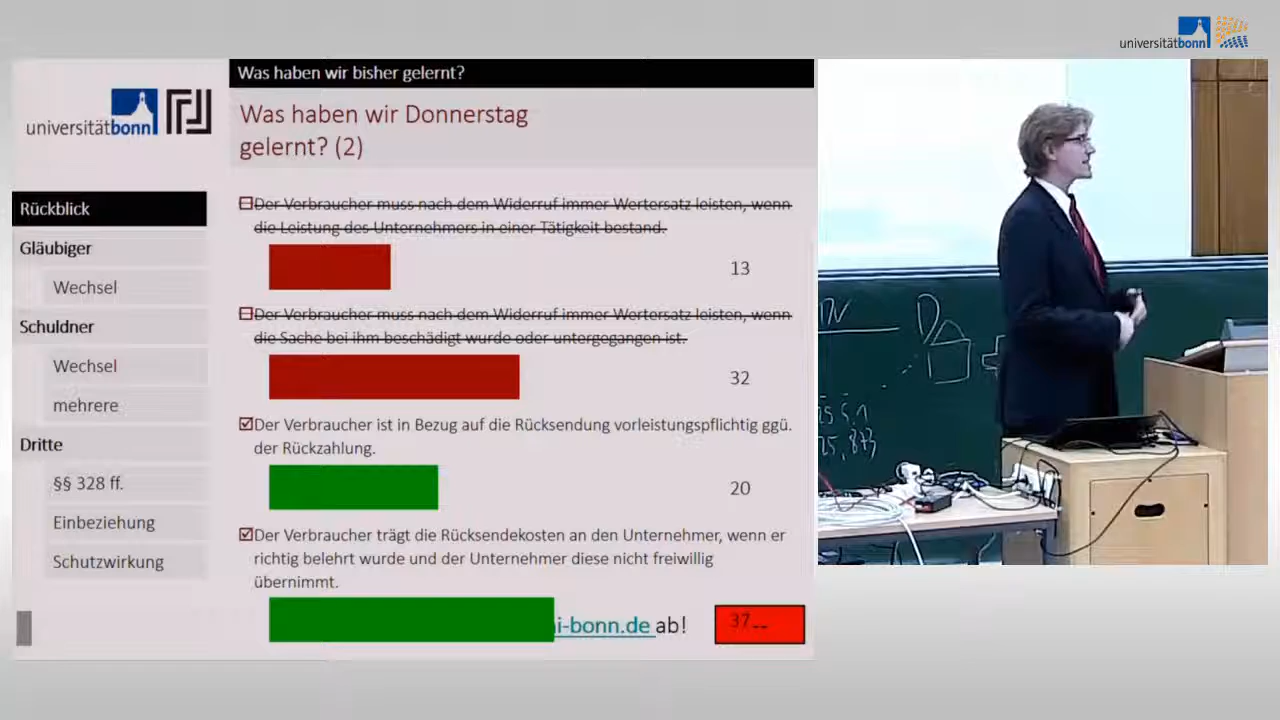 universitätbonn
Was haben wir bisher gelernt?
universitätbonn
Was haben wir Donnerstag
gelernt? (2)
Rückblick
Gläubiger
Wechsel
Schuldner
Wechsel
mehrere
Dritte
§§ 328 ff.
Einbeziehung
Schutzwirkung
Der Verbraucher muss nach dem Widerruf immer Wertersatz leisten, wenn
die Leistung des Unternehmers in einer Tätigkeit bestand.
13
Der Verbraucher muss nach dem Widerruf immer Wertersatz leisten, wenn
die Sache bei ihm beschädigt wurde oder untergegangen ist.
32
Der Verbraucher ist in Bezug auf die Rücksendung vorleistungspflichtig ggü.
der Rückzahlung.
20
Der Verbraucher trägt die Rücksendekosten an den Unternehmer, wenn er
richtig belehrt wurde und der Unternehmer diese nicht freiwillig
übernimmt.
i-bonn.de ab!
37